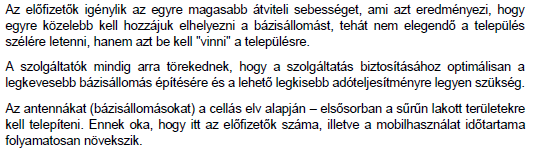 Az előfizetők igénylik az egyre magasabb átviteli sebességet, ami azt eredményezi, hogy
egyre közelebb kell hozzájuk elhelyezni a bázisállomást, tehát nem elegendő a település
szélére letenni, hanem azt be kell "vinni" a településre.
A szolgáltatók mindig arra törekednek, hogy a szolgáltatás biztosításához optimálisan a
legkevesebb bázisállomás építésére és a lehető legkisebb adóteljesítményre legyen szükség.
Az antennákat (bázisállomásokat) a cellás elv alapján – elsősorban a sűrűn lakott területekre
kell telepíteni. Ennek oka, hogy itt az előfizetők száma, illetve a mobilhasználat időtartama
folyamatosan növekszik.